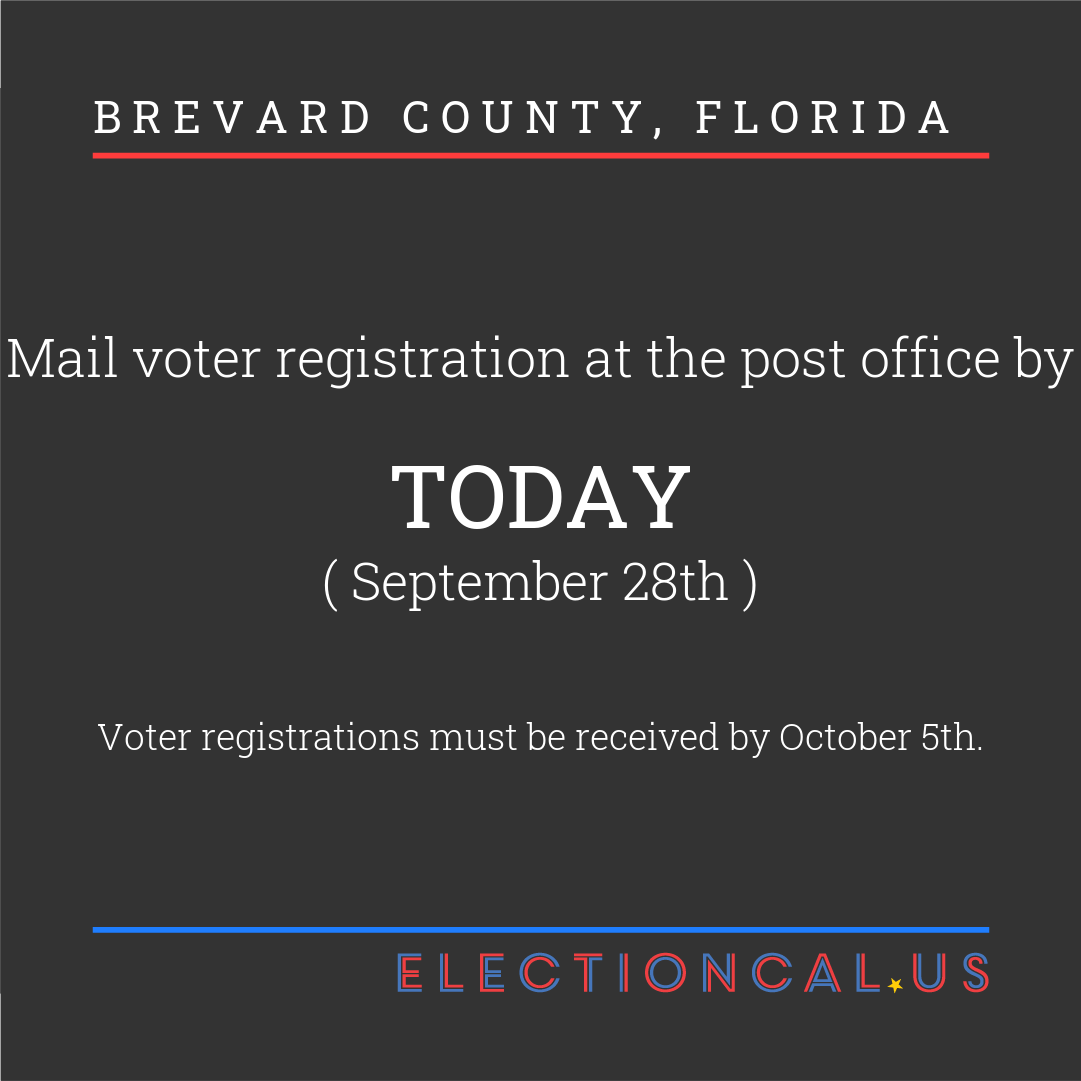 BREVARD COUNTY, FLORIDA
Mail voter registration at the post office by
TODAY
( September 28th )
Voter registrations must be received by October 5th.
ELECTIONCAL.US